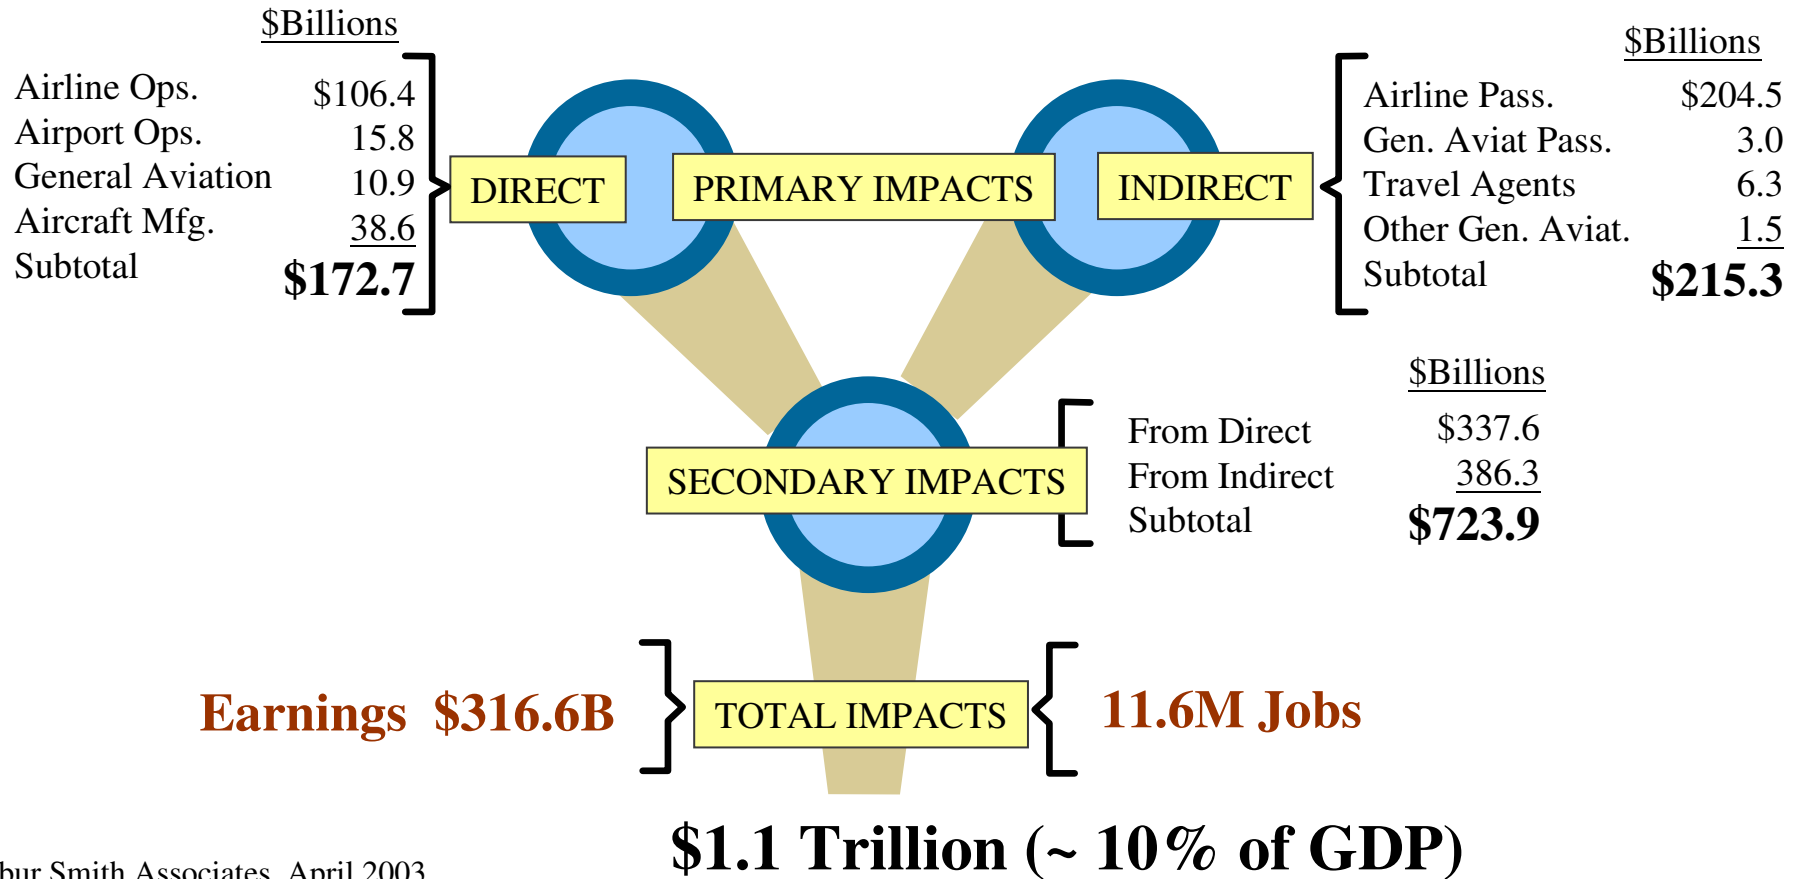 $Billions
Airline Ops. $106.4
Airport Ops. 15.8
General Aviation 10.9
Aircraft Mfg. 38.6
Subtotal $172.7
DIRECT
PRIMARY IMPACTS
INDIRECT
$Billions
Airline Pass. $204.5
Gen. Aviat Pass. 3.0
Travel Agents 6.3
Other Gen. Aviat. 1.5
Subtotal $215.3
SECONDARY IMPACTS
$Billions
From Direct $337.6
From Indirect 386.3
Subtotal $723.9
Earnings $316.6B
TOTAL IMPACTS
11.6M Jobs
$1.1 Trillion (~ 10% of GDP)
Smith Associates, April 2003